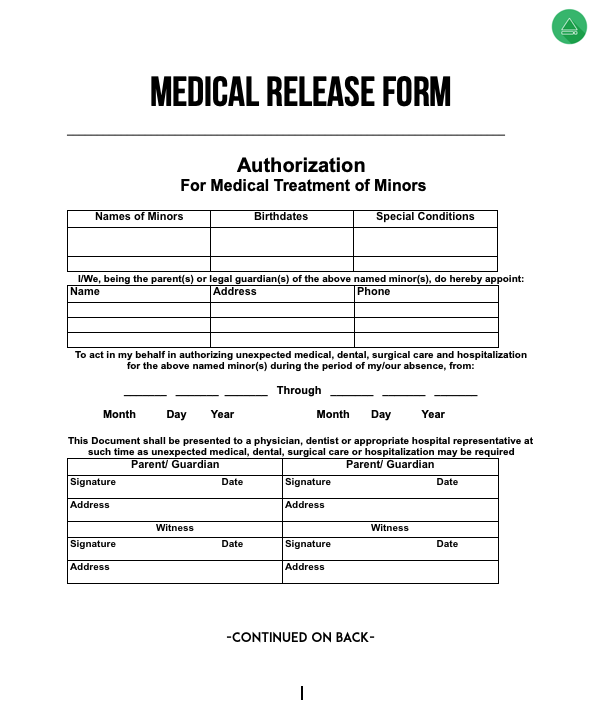 MEDICAL RELEASE FORM
Authorization
For Medical Treatment of Minors
Names of Minors Birthdates Special Conditions
I/We, being the parent(s) or legal guardian(s) of the above named minor(s), do hereby appoint:
Name Address Phone
To act in my behalf in authorizing unexpected medical, dental, surgical care and hospitalization
for the above named minor(s) during the period of my/our absence, from:
_______ _______ _______ Through _______ _______ _______
Month Day Year Month Day Year
This Document shall be presented to a physician, dentist or appropriate hospital representative at
such time as unexpected medical, dental, surgical care or hospitalization may be required
Parent/ Guardian Parent/ Guardian
Signature Date Signature Date
Address Address
Witness Witness
Signature Date Signature Date
Address Address
-CONTINUED ON BACK-